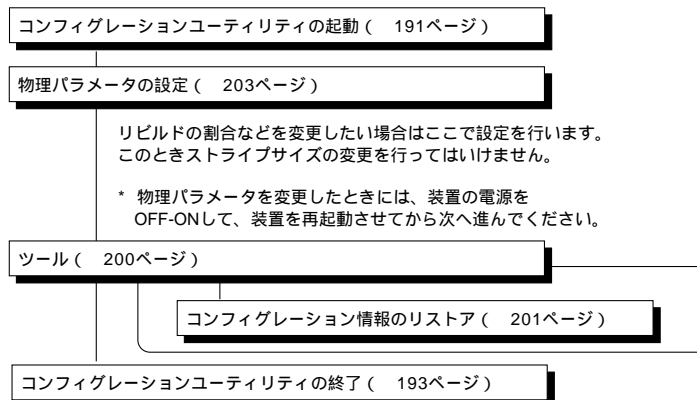 コンフィグレーションユーティリティの起動(　191ページ)
物理パラメータの設定(　203ページ)
リビルドの割合などを変更したい場合はここで設定を行います。
このときストライプサイズの変更を行ってはいけません。
* 物理パラメータを変更したときには、装置の電源を
OFF-ONして、装置を再起動させてから次へ進んでください。
ツール(　200ページ)
コンフィグレーション情報のリストア(　201ページ)
コンフィグレーションユーティリティの終了(　193ページ)